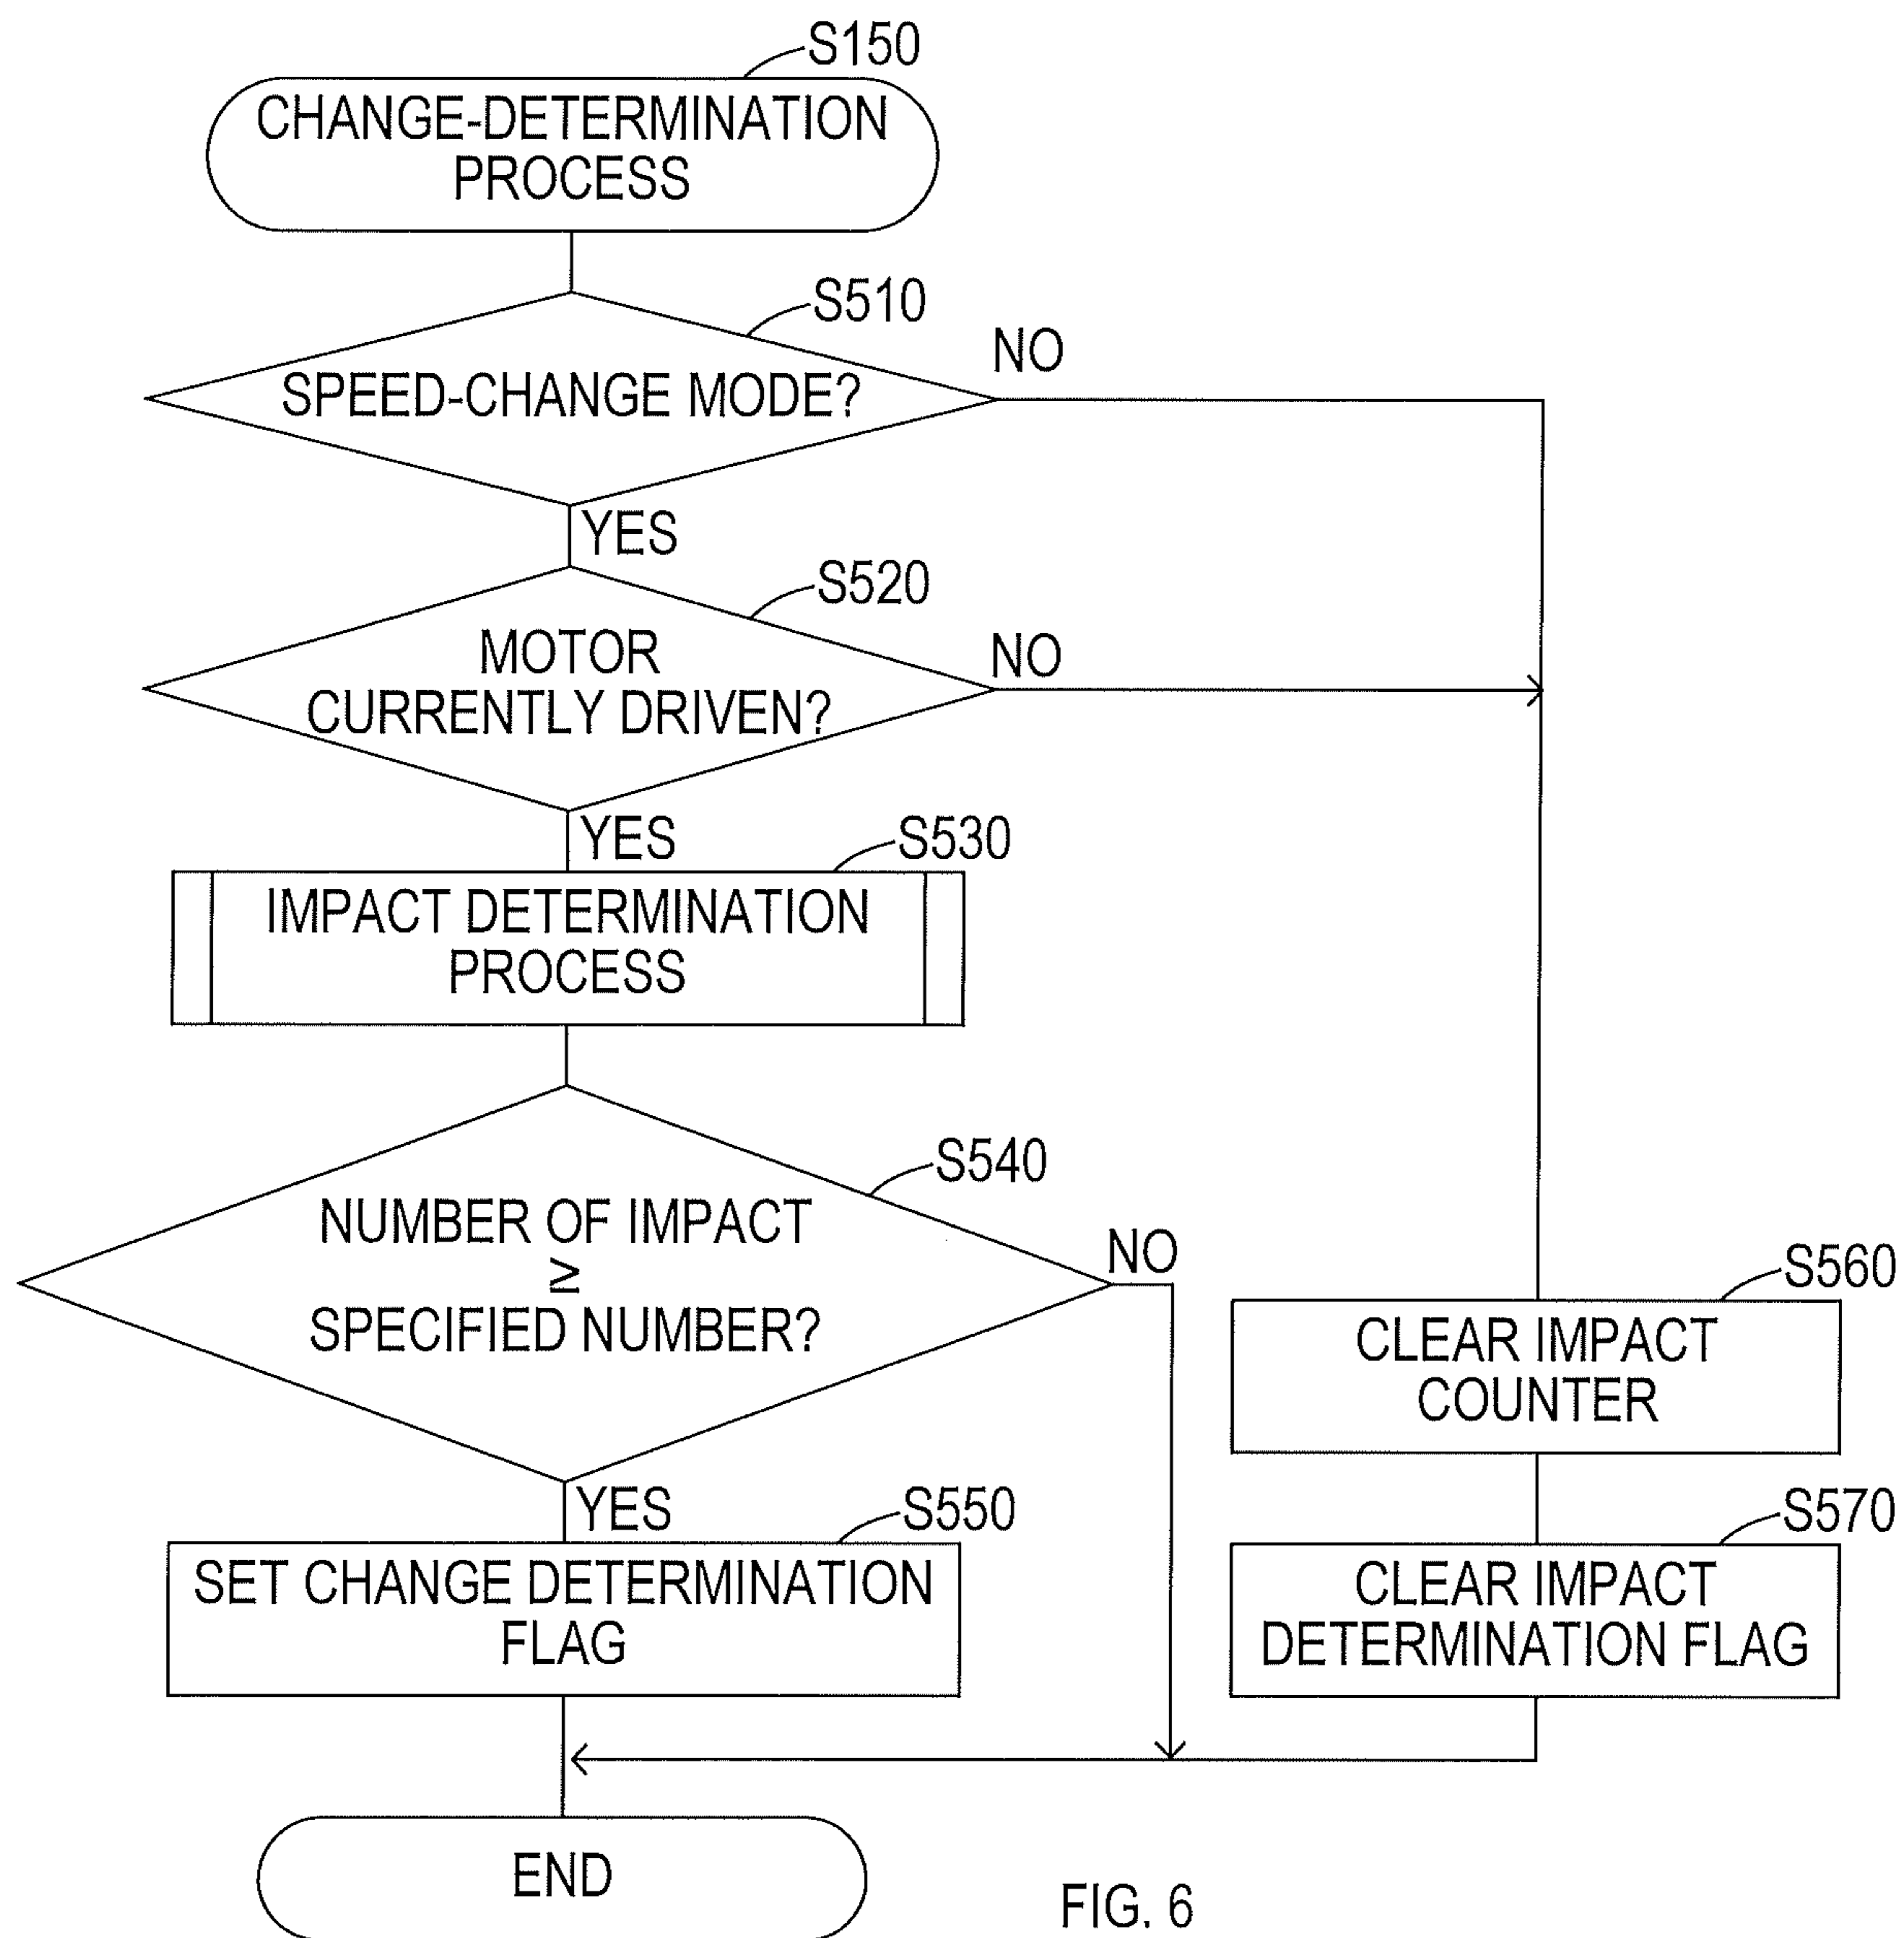 S150
CHANGE-DETERMINATION
PROCESS
S510
SPEED-CHANGE MODE?
NO
YES
S520
MOTOR
CURRENTLY DRIVEN?
NO
YES
S530
IMPACT DETERMINATION
PROCESS
S540
NUMBER OF IMPACT
≥
SPECIFIED NUMBER?
NO
YES
S550
SET CHANGE DETERMINATION
FLAG
S560
CLEAR IMPACT
COUNTER
S570
CLEAR IMPACT
DETERMINATION FLAG
END
FIG. 6